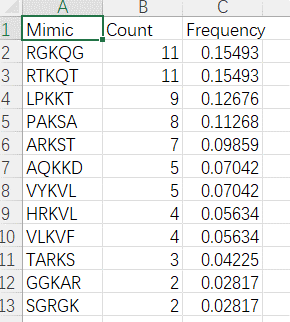 A B C
1 Mimic Count Frequency
2 RGKQG 11 0.15493
3 RTKQT 11 0.15493
4 LPKKT 9 0.12676
5 PAKSA 8 0.11268
6 ARKST 7 0.09859
7 AQKKD 5 0.07042
8 VYKVL 5 0.07042
9 HRKVL 4 0.05634
10 VLKVF 4 0.05634
11 TARKS 3 0.04225
12 GGKAR 2 0.02817
13 SGRGK 2 0.02817